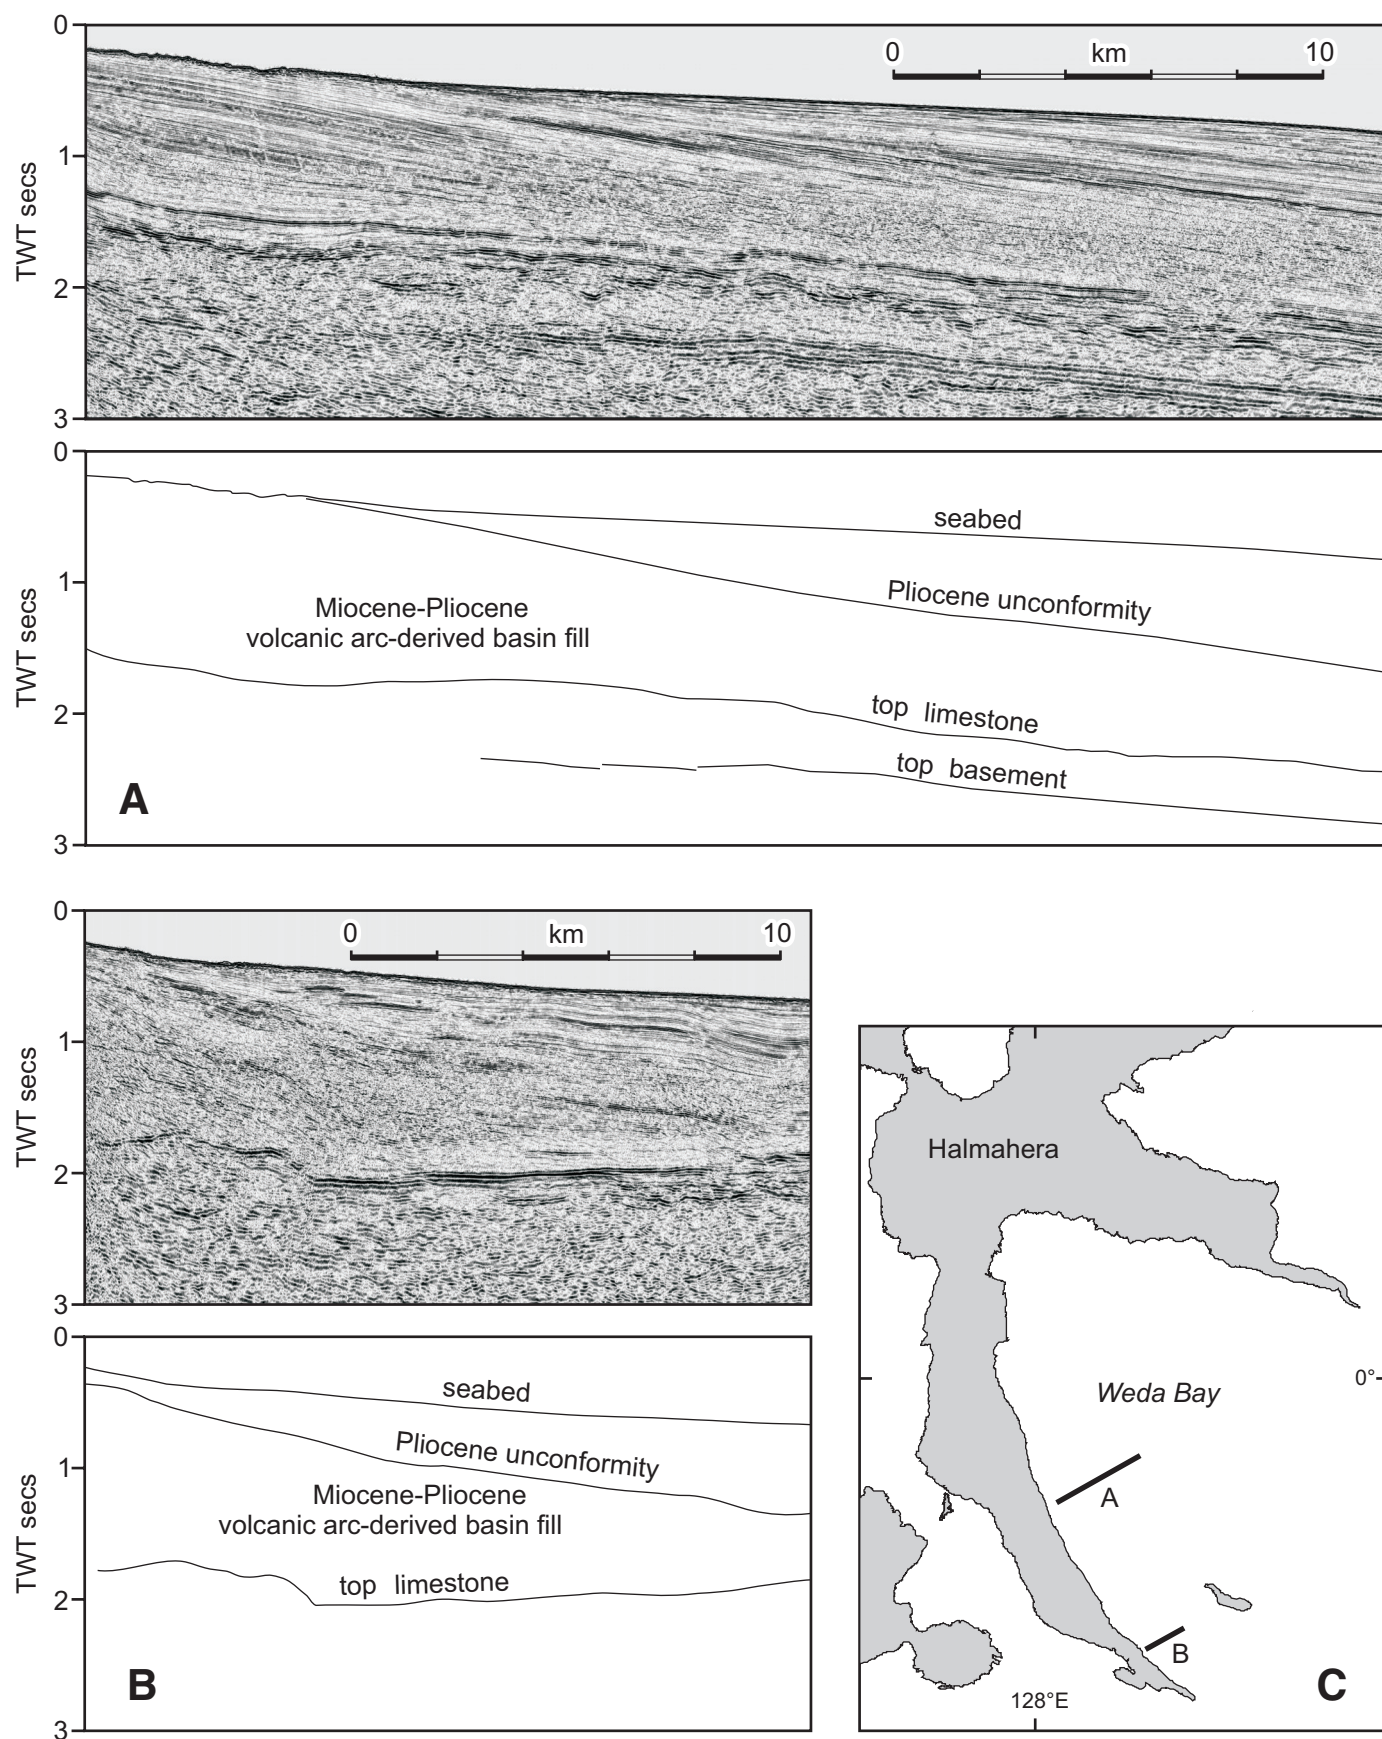 0
0 km 10
1
TWT secs
2
3
0
seabed
1
Pliocene unconformity
Miocene-Pliocene
volcanic arc-derived basin fill
TWT secs
2
top limestone
top basement
A
3
0
0 km 10
1
TWT secs
2
3
0
seabed
Pliocene unconformity
1
Miocene-Pliocene
volcanic arc-derived basin fill
TWT secs
top limestone
2
B
3
Halmahera
0°
Weda Bay
A
B
128°E
C